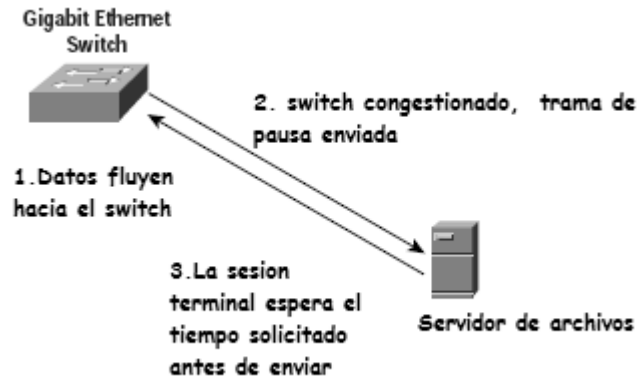 Gigabit Ethernet
Switch
2. switch congestionado, trama de
pausa enviada
1.Datos fluyen
hacia el switch
3.La sesion
terminal espera el
tiempo solicitado
antes de enviar
Servidor de archivos